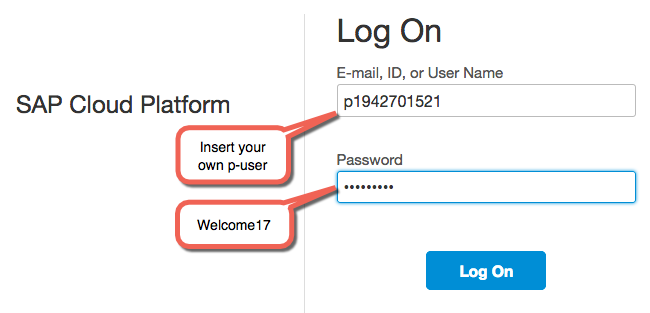 Log On
E-mail, ID, or User Name
SAP Cloud Platform
p1942701521
Insert your
own p-user
Password
•••••••••
Welcome17
Log On